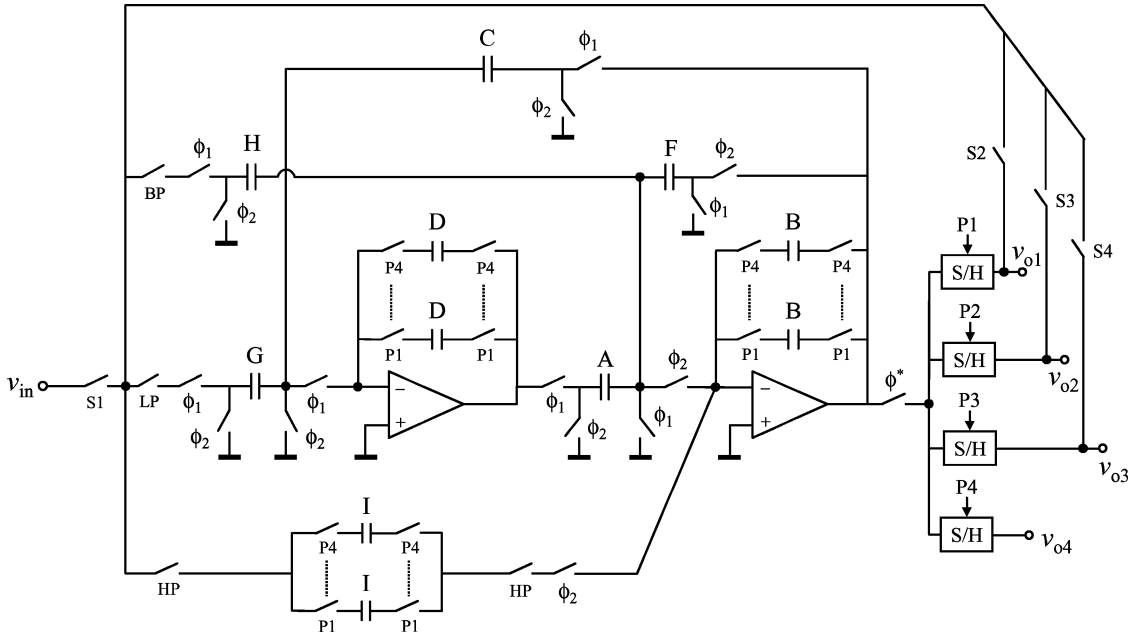 C ϕ1
ϕ2
H F
ϕ1 ϕ2
BP
ϕ2 ϕ1
S2
S3
S4
D B
P4 P4 P4 P4
D B
P1 P1 P1 P1
P1
S/H vo1
P2
S/H vo2
P3
S/H vo3
P4
S/H vo4
vin S1 LP ϕ1 G ϕ1 − ϕ1 A ϕ2 − ϕ*
ϕ2 ϕ2 + ϕ2 ϕ1 +
I
P4 P4
HP HP ϕ2
I
P1 P1